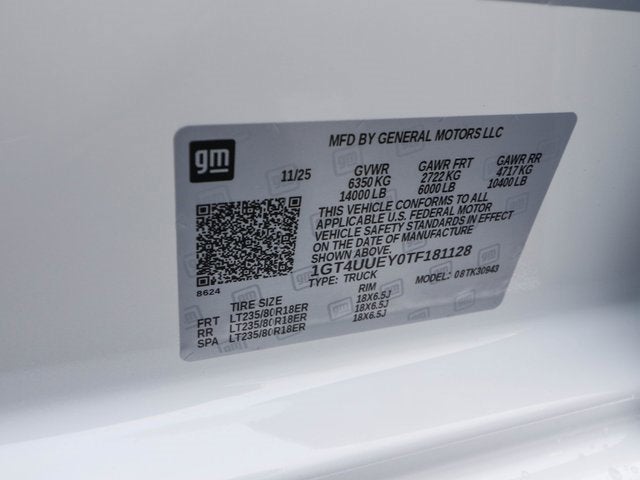 gm
MFD BY GENERAL MOTORS LLC
11/25 GVWR GAWR FRT GAWR RR
6350 KG 2722 KG 4717 KG
14000 LB 6000 LB 10400 LB
THIS VEHICLE CONFORMS TO ALL
APPLICABLE U.S. FEDERAL MOTOR
VEHICLE SAFETY STANDARDS IN EFFECT
ON THE DATE OF MANUFACTURE
SHOWN ABOVE.
1GT4UUEY0TF181128
TYPE: TRUCK MODEL: 08TK30943
8624
TIRE SIZE RIM
FRT LT235/80R18ER 18X6.5J
RR LT235/80R18ER 18X6.5J
SPA LT235/80R18ER 18X6.5J